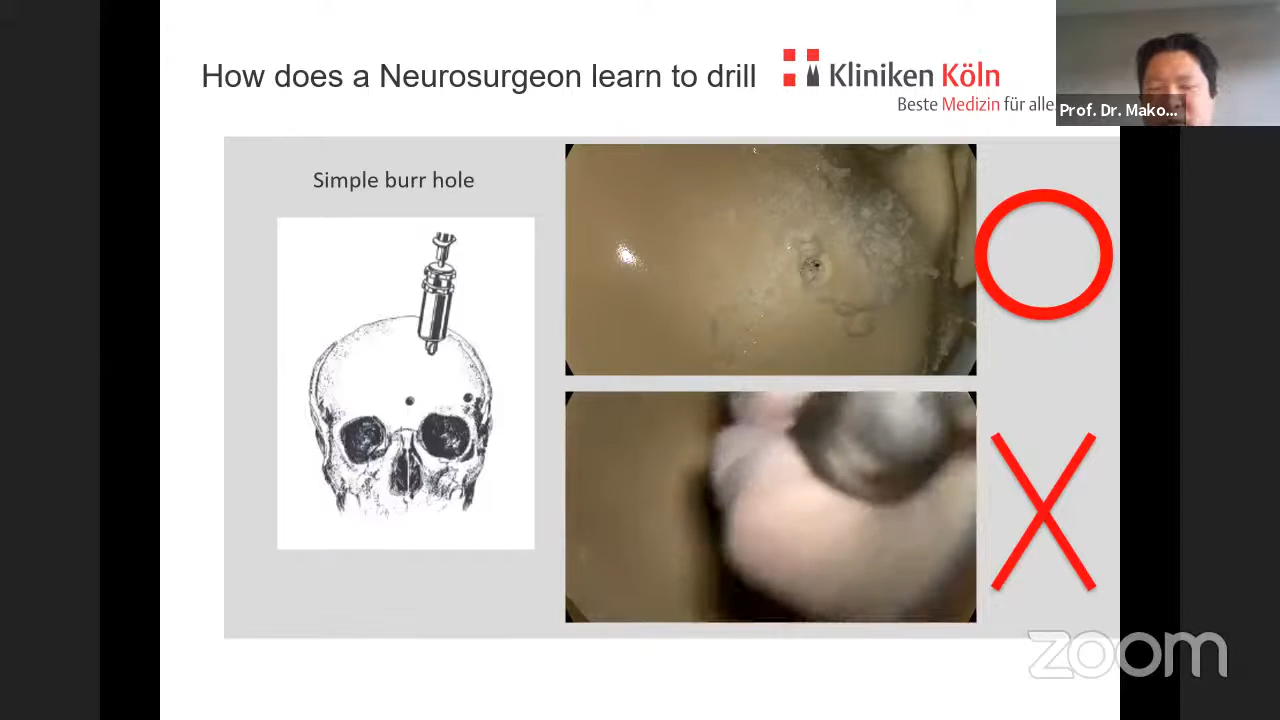 How does a Neurosurgeon learn to drill
Kliniken Köln
Beste Medizin für alle
Prof. Dr. Mako...
Simple burr hole
zoom